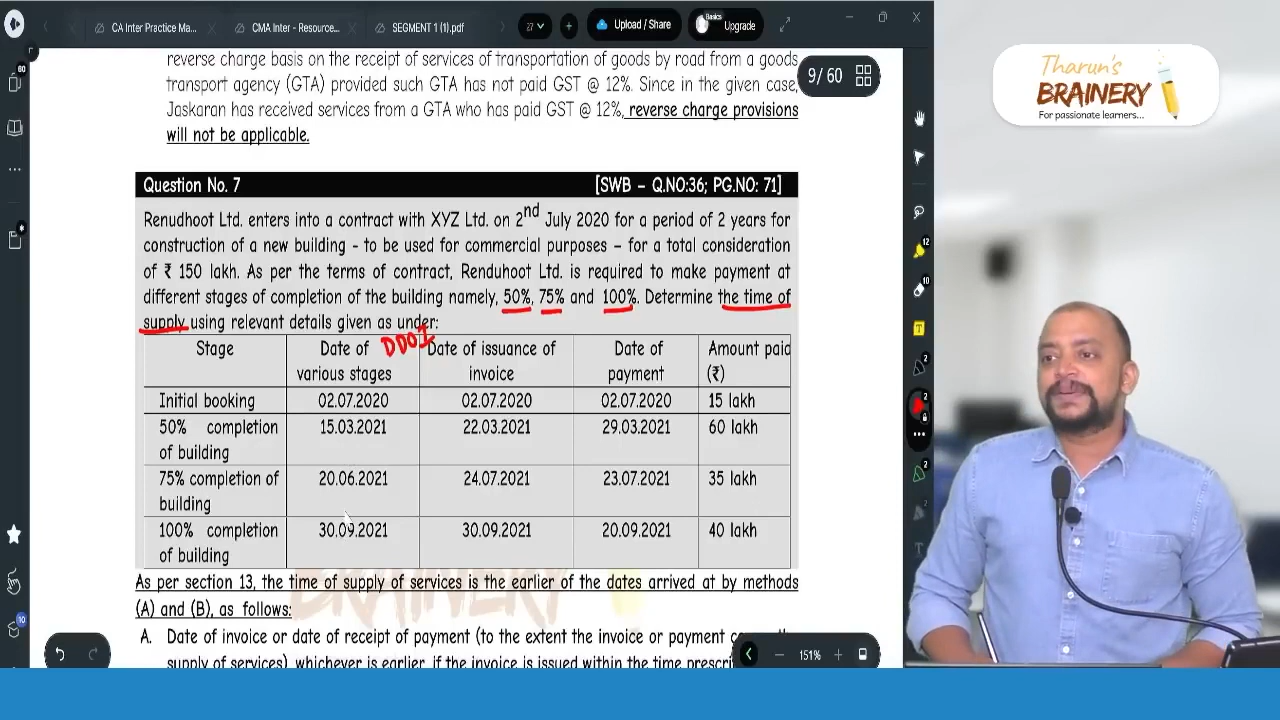 CA Inter Practice Ma...
CMA Inter - Resource...
SEGMENT 1 (1).pdf
27
Upload / Share
Basics
Upgrade
9/60
Tharun's
BRAINERY
For passionate learners...
reverse charge basis on the receipt of services of transportation of goods by road from a goods
transport agency (GTA) provided such GTA has not paid GST @ 12%. Since in the given case,
Jaskaran has received services from a GTA who has paid GST @ 12%, reverse charge provisions
will not be applicable.
Question No. 7 [SWB – Q.NO:36; PG.NO: 71]
Renudhoot Ltd. enters into a contract with XYZ Ltd. on 2nd July 2020 for a period of 2 years for
construction of a new building - to be used for commercial purposes – for a total consideration
of ₹ 150 lakh. As per the terms of contract, Renduhoot Ltd. is required to make payment at
different stages of completion of the building namely, 50%, 75% and 100%. Determine the time of
supply using relevant details given as under:
DDOI
Stage Date of various stages Date of issuance of invoice Date of payment Amount paid (₹)
Initial booking 02.07.2020 02.07.2020 02.07.2020 15 lakh
50% completion of building 15.03.2021 22.03.2021 29.03.2021 60 lakh
75% completion of building 20.06.2021 24.07.2021 23.07.2021 35 lakh
100% completion of building 30.09.2021 30.09.2021 20.09.2021 40 lakh
As per section 13, the time of supply of services is the earlier of the dates arrived at by methods
(A) and (B), as follows:
BRAINERY
A. Date of invoice or date of receipt of payment (to the extent the invoice or payment
supply of services), whichever is earlier, if the invoice is issued within the time
151%